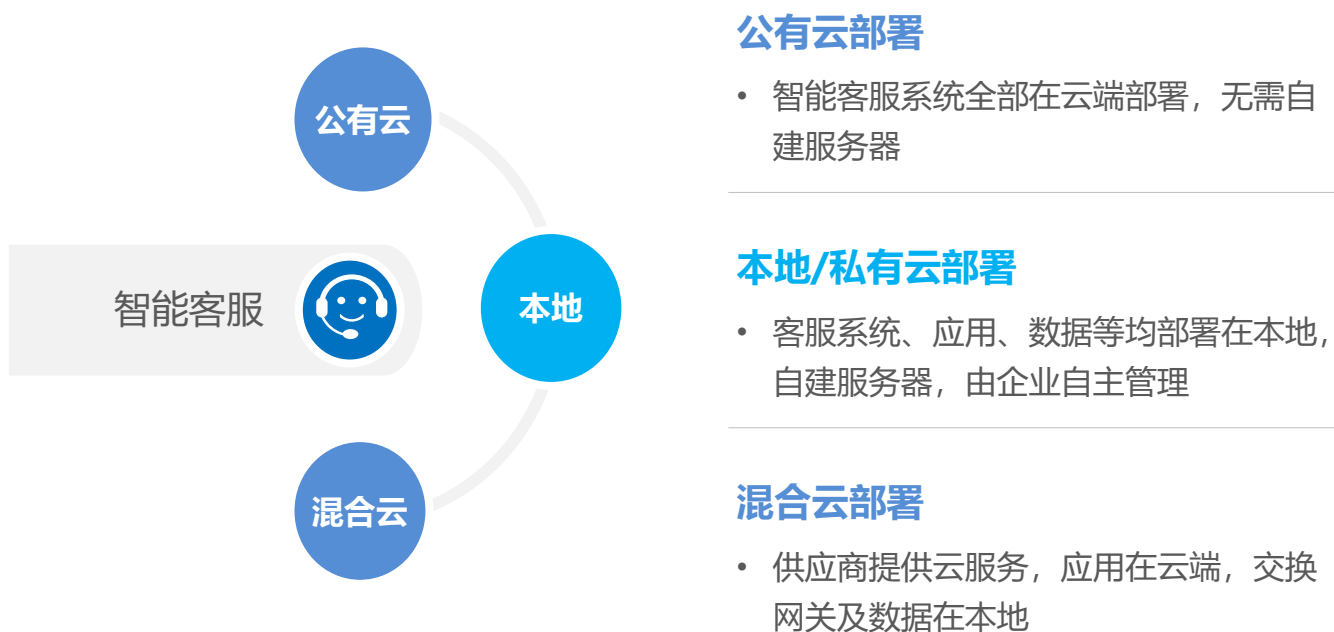 公有云
智能客服
本地
混合云
公有云部署
• 智能客服系统全部在云端部署，无需自
建服务器
本地/私有云部署
• 客服系统、应用、数据等均部署在本地，
自建服务器，由企业自主管理
混合云部署
• 供应商提供云服务，应用在云端，交换
网关及数据在本地